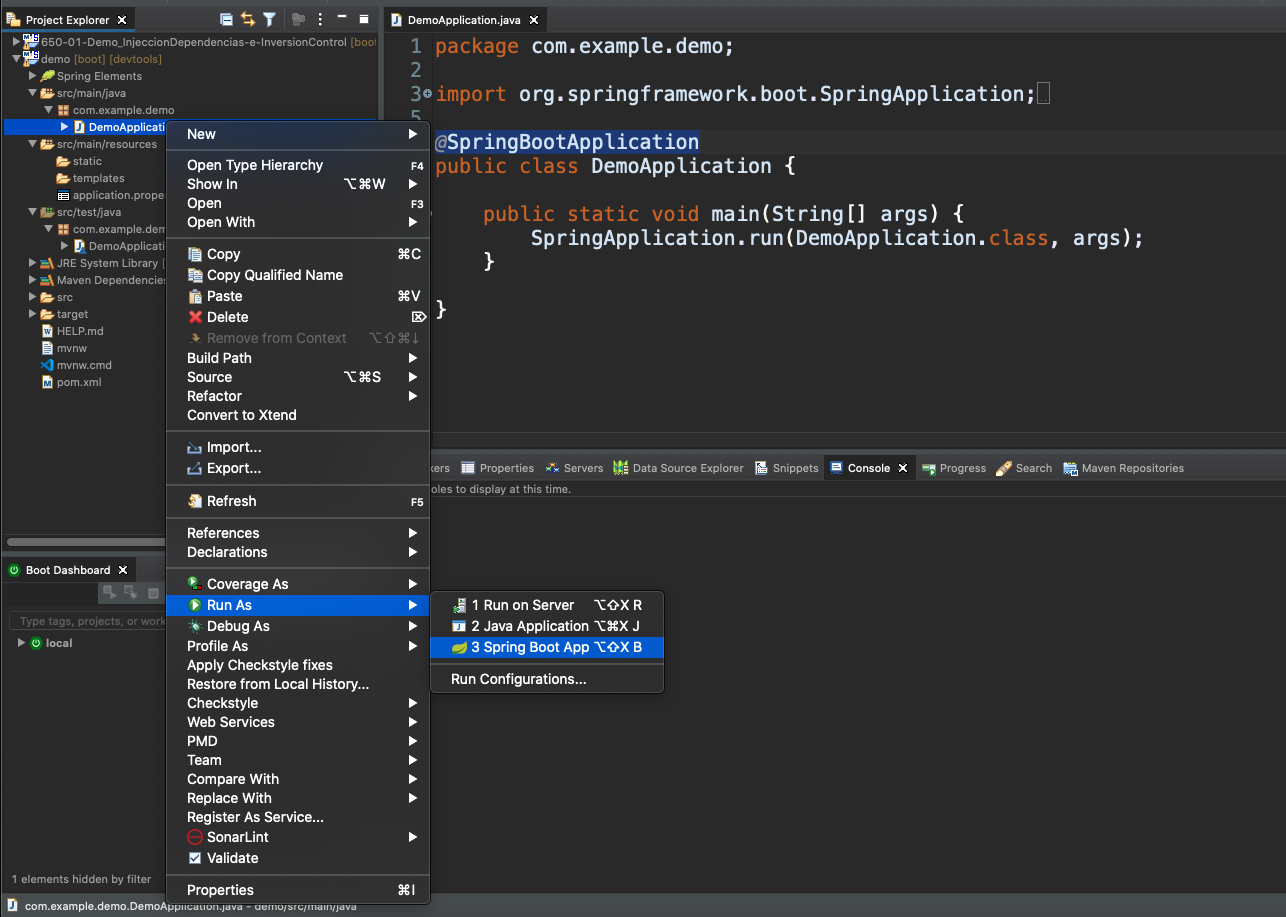 Project Explorer
650-01-Demo_InjeccionDependencias-e-InversionControl [boot
demo [boot] [devtools]
Spring Elements
src/main/java
com.example.demo
DemoApplicati
src/main/resources
static
templates
application.prope
src/test/java
com.example.dem
DemoApplicati
JRE System Library [
Maven Dependencies
src
target
HELP.md
mvnw
mvnw.cmd
pom.xml
Boot Dashboard
Type tags, projects, or work
local
1 elements hidden by filter
com.example.demo.DemoApplication.java - demo/src/main/java
New
Open Type Hierarchy F4
Show In ⌥⌘W
Open F3
Open With
Copy ⌘C
Copy Qualified Name
Paste ⌘V
Delete ⌦
Remove from Context ⌥⇧⌘↓
Build Path
Source ⌥⌘S
Refactor
Convert to Xtend
Import...
Export...
Refresh F5
References
Declarations
Coverage As
Run As
Debug As
Profile As
Apply Checkstyle fixes
Restore from Local History...
Checkstyle
Web Services
PMD
Team
Compare With
Replace With
Register As Service...
SonarLint
Validate
Properties ⌘I
1 Run on Server ⌥⇧X R
2 Java Application ⌥⌘X J
3 Spring Boot App ⌥⇧X B
Run Configurations...
DemoApplication.java
1 package com.example.demo;
2
3 import org.springframework.boot.SpringApplication;
5
@SpringBootApplication
public class DemoApplication {
public static void main(String[] args) {
SpringApplication.run(DemoApplication.class, args);
}
}
kers Properties Servers Data Source Explorer Snippets Console Progress Search Maven Repositories
oles to display at this time.